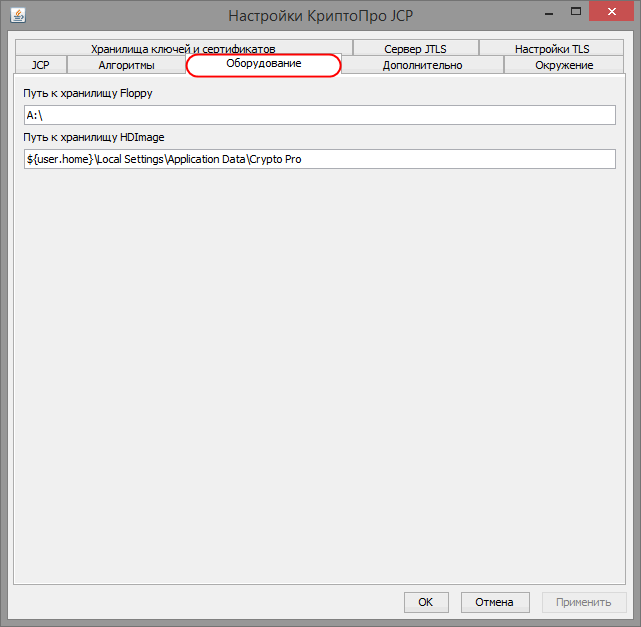 Настройки КриптоПро JCP
Хранилища ключей и сертификатов Сервер JTLS Настройки TLS
JCP Алгоритмы Оборудование Дополнительно Окружение
Путь к хранилищу Floppy
A:\
Путь к хранилищу HDImage
${user.home}\Local Settings\Application Data\Crypto Pro
OK Отмена Применить